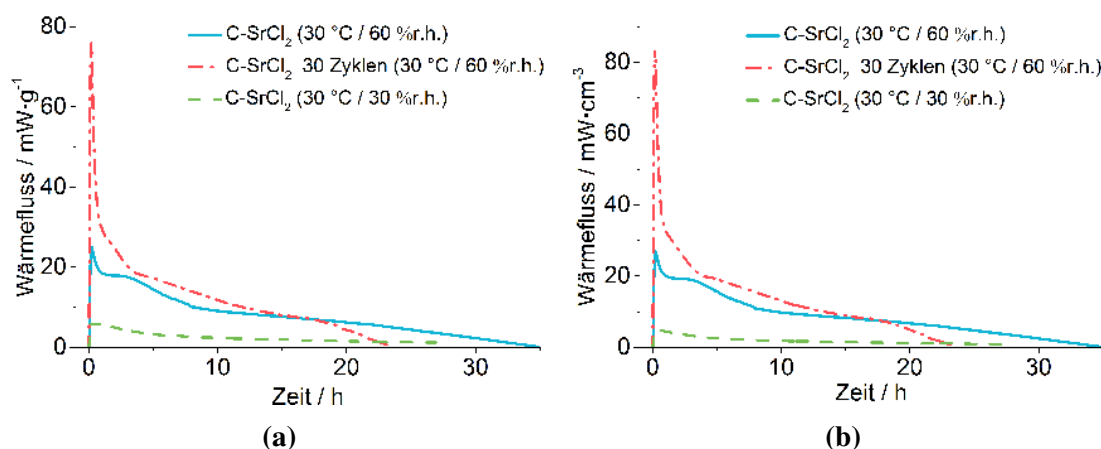 80
60
40
20
0
Wärmefluss / mW·g⁻¹
C-SrCl₂ (30 °C / 60 %r.h.)
C-SrCl₂ 30 Zyklen (30 °C / 60 %r.h.)
C-SrCl₂ (30 °C / 30 %r.h.)
0 10 20 30
Zeit / h
(a)
80
60
40
20
0
Wärmefluss / mW·cm⁻³
C-SrCl₂ (30 °C / 60 %r.h.)
C-SrCl₂ 30 Zyklen (30 °C / 60 %r.h.)
C-SrCl₂ (30 °C / 30 %r.h.)
0 10 20 30
Zeit / h
(b)